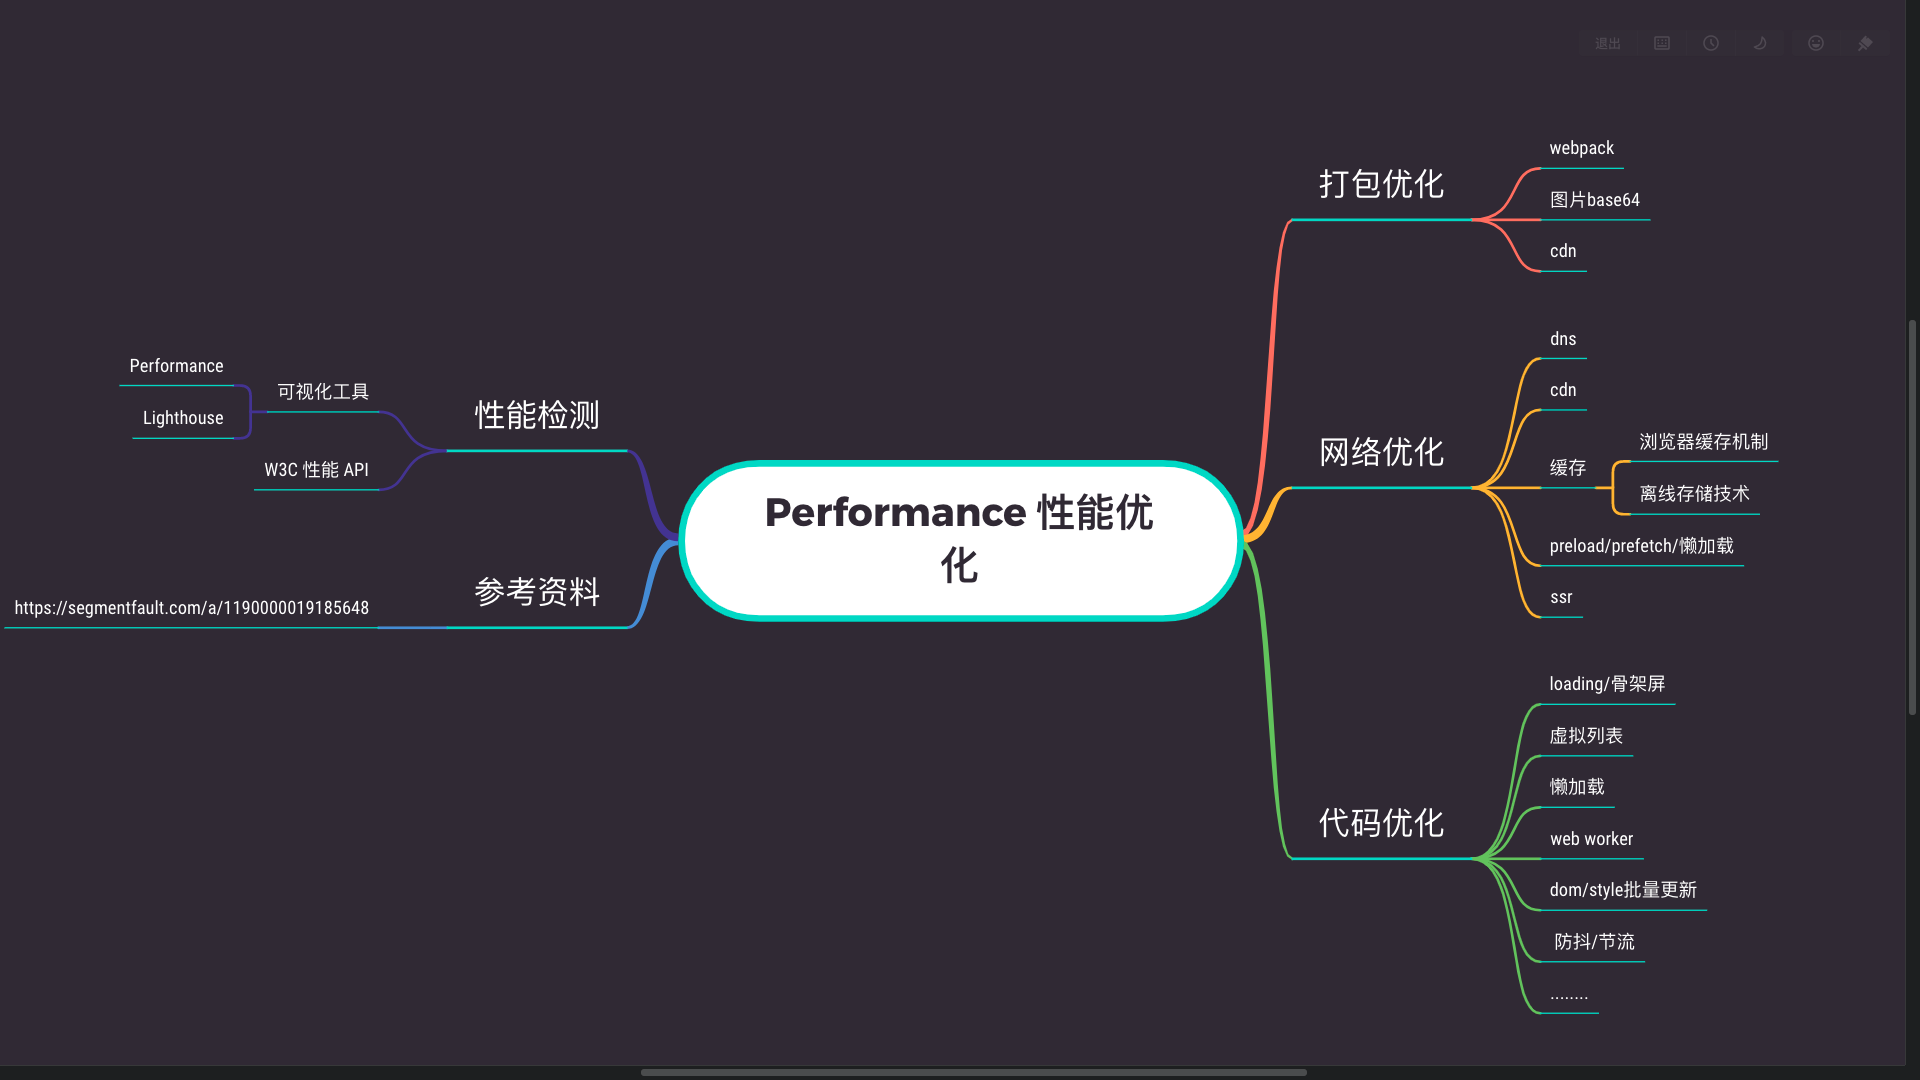 退出
Performance 性能优
化
打包优化
webpack
图片base64
cdn
网络优化
dns
cdn
缓存
浏览器缓存机制
离线存储技术
preload/prefetch/懒加载
ssr
代码优化
loading/骨架屏
虚拟列表
懒加载
web worker
dom/style批量更新
防抖/节流
........
性能检测
可视化工具
Performance
Lighthouse
W3C 性能 API
参考资料
https://segmentfault.com/a/1190000019185648